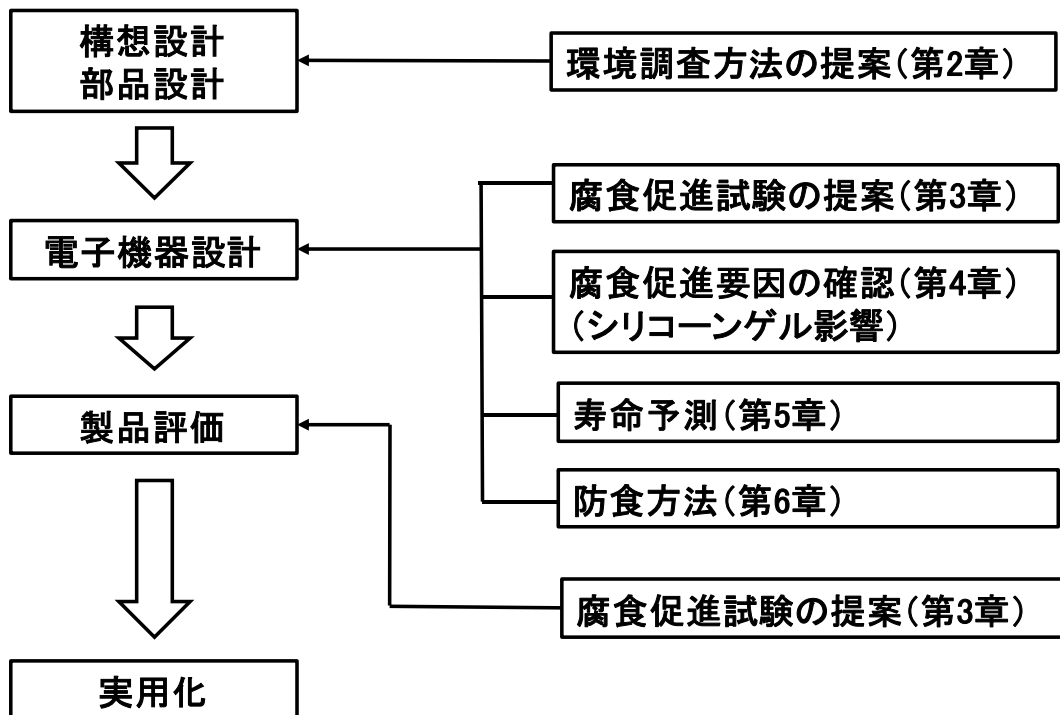 構想設計
部品設計
環境調査方法の提案(第2章)
電子機器設計
腐食促進試験の提案(第3章)
腐食促進要因の確認(第4章)
(シリコーンゲル影響)
寿命予測(第5章)
防食方法(第6章)
製品評価
腐食促進試験の提案(第3章)
実用化